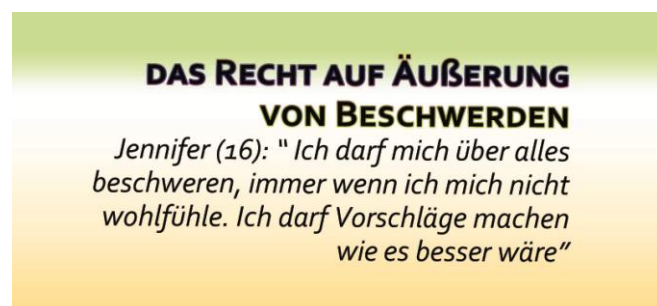 DAS RECHT AUF ÄUßERUNG
VON BESCHWERDEN
Jennifer (16): “ Ich darf mich über alles
beschweren, immer wenn ich mich nicht
wohlfühle. Ich darf Vorschläge machen
wie es besser wäre”